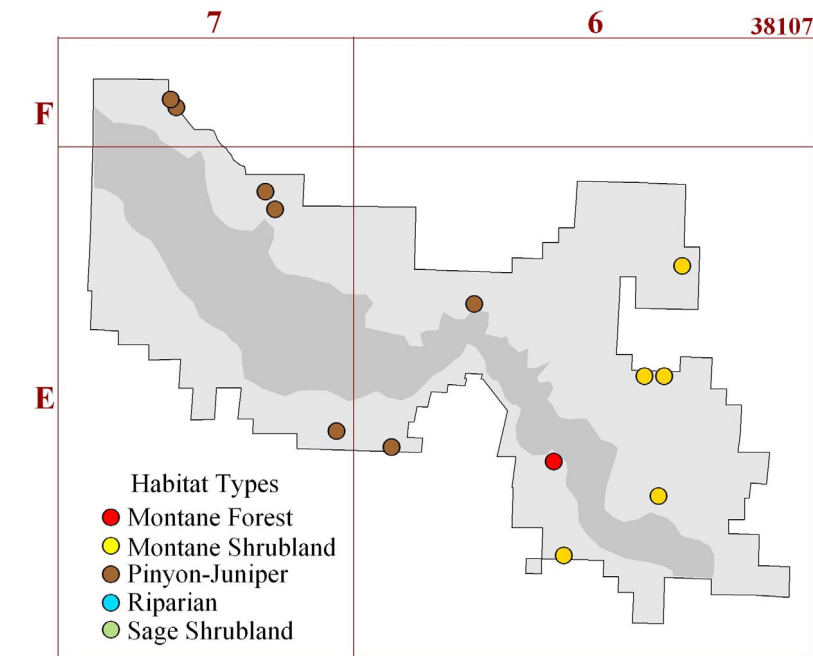 7 6 38107
F
E
Habitat Types
Montane Forest
Montane Shrubland
Pinyon-Juniper
Riparian
Sage Shrubland